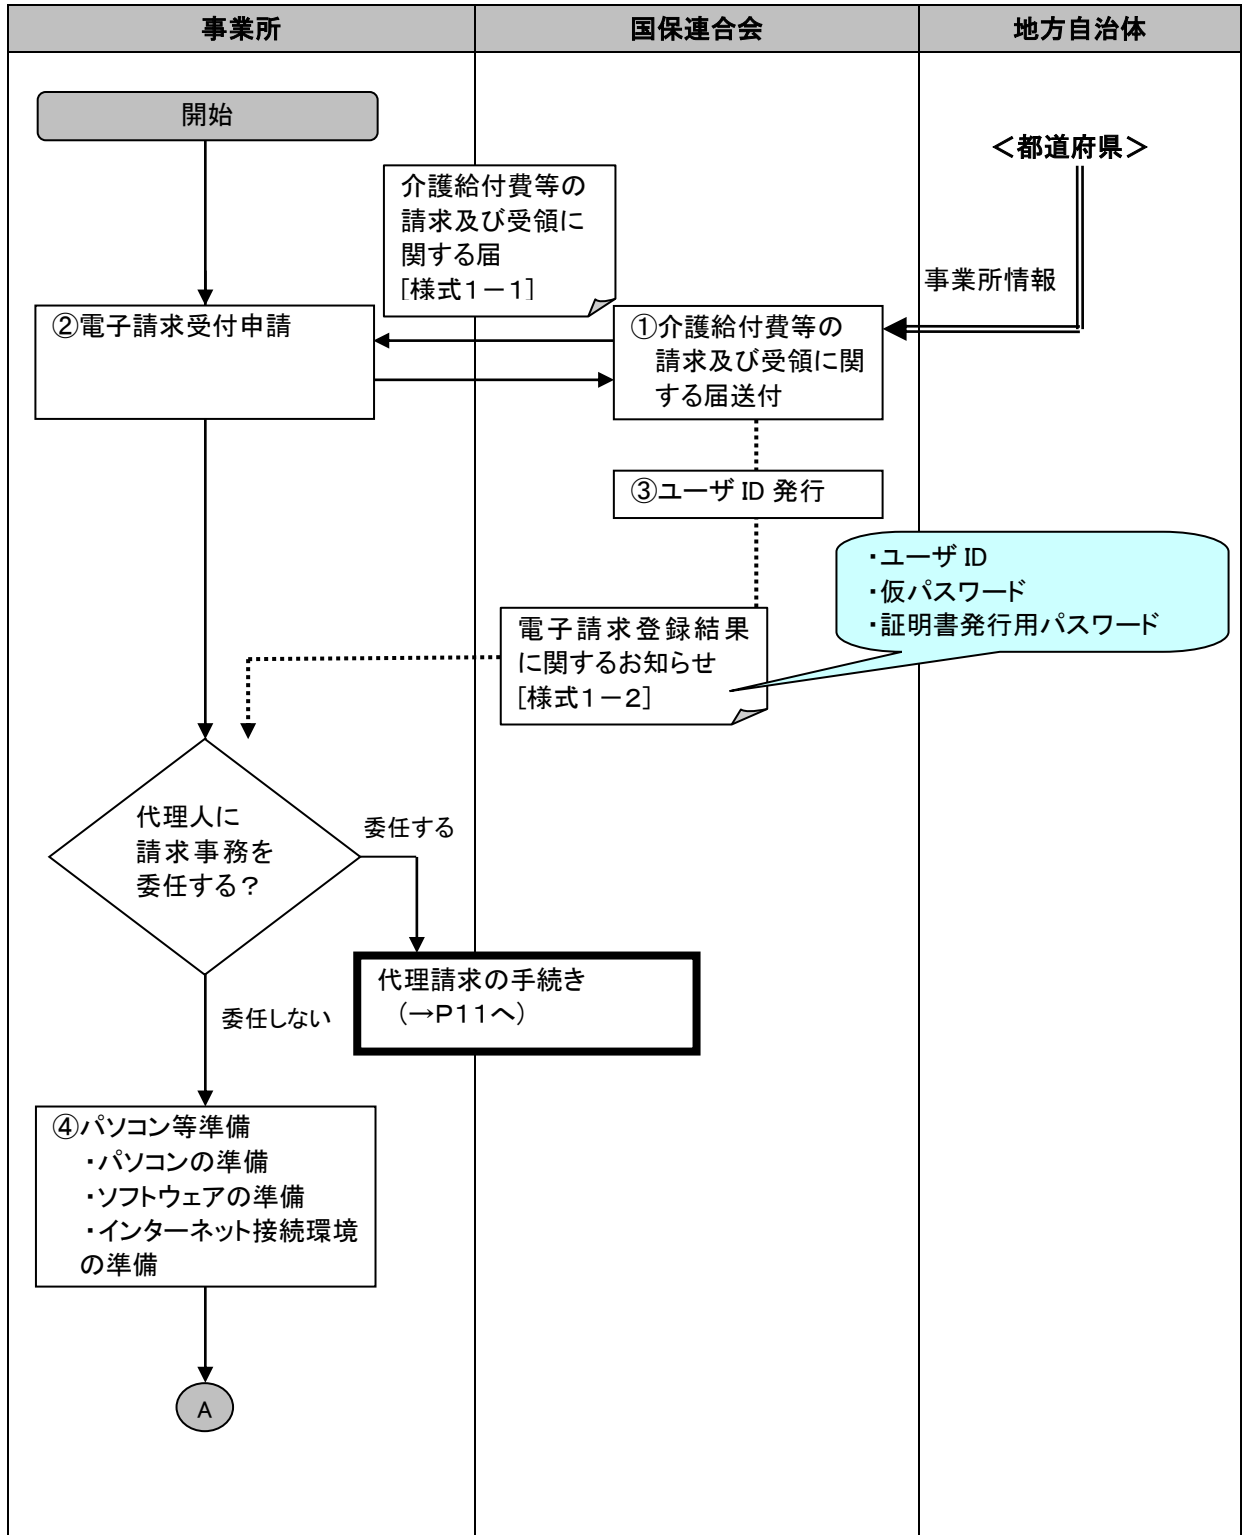 事業所
国保連合会
地方自治体
開始
＜都道府県＞
介護給付費等の
請求及び受領に
関する届
[様式１－１]
事業所情報
②電子請求受付申請
①介護給付費等の
請求及び受領に関
する届送付
③ユーザ ID 発行
・ユーザ ID
・仮パスワード
・証明書発行用パスワード
電子請求登録結果
に関するお知らせ
[様式１－２]
代理人に
請求事務を
委任する？
委任する
代理請求の手続き
（→Ｐ１１へ）
委任しない
④パソコン等準備
・パソコンの準備
・ソフトウェアの準備
・インターネット接続環境
の準備
A